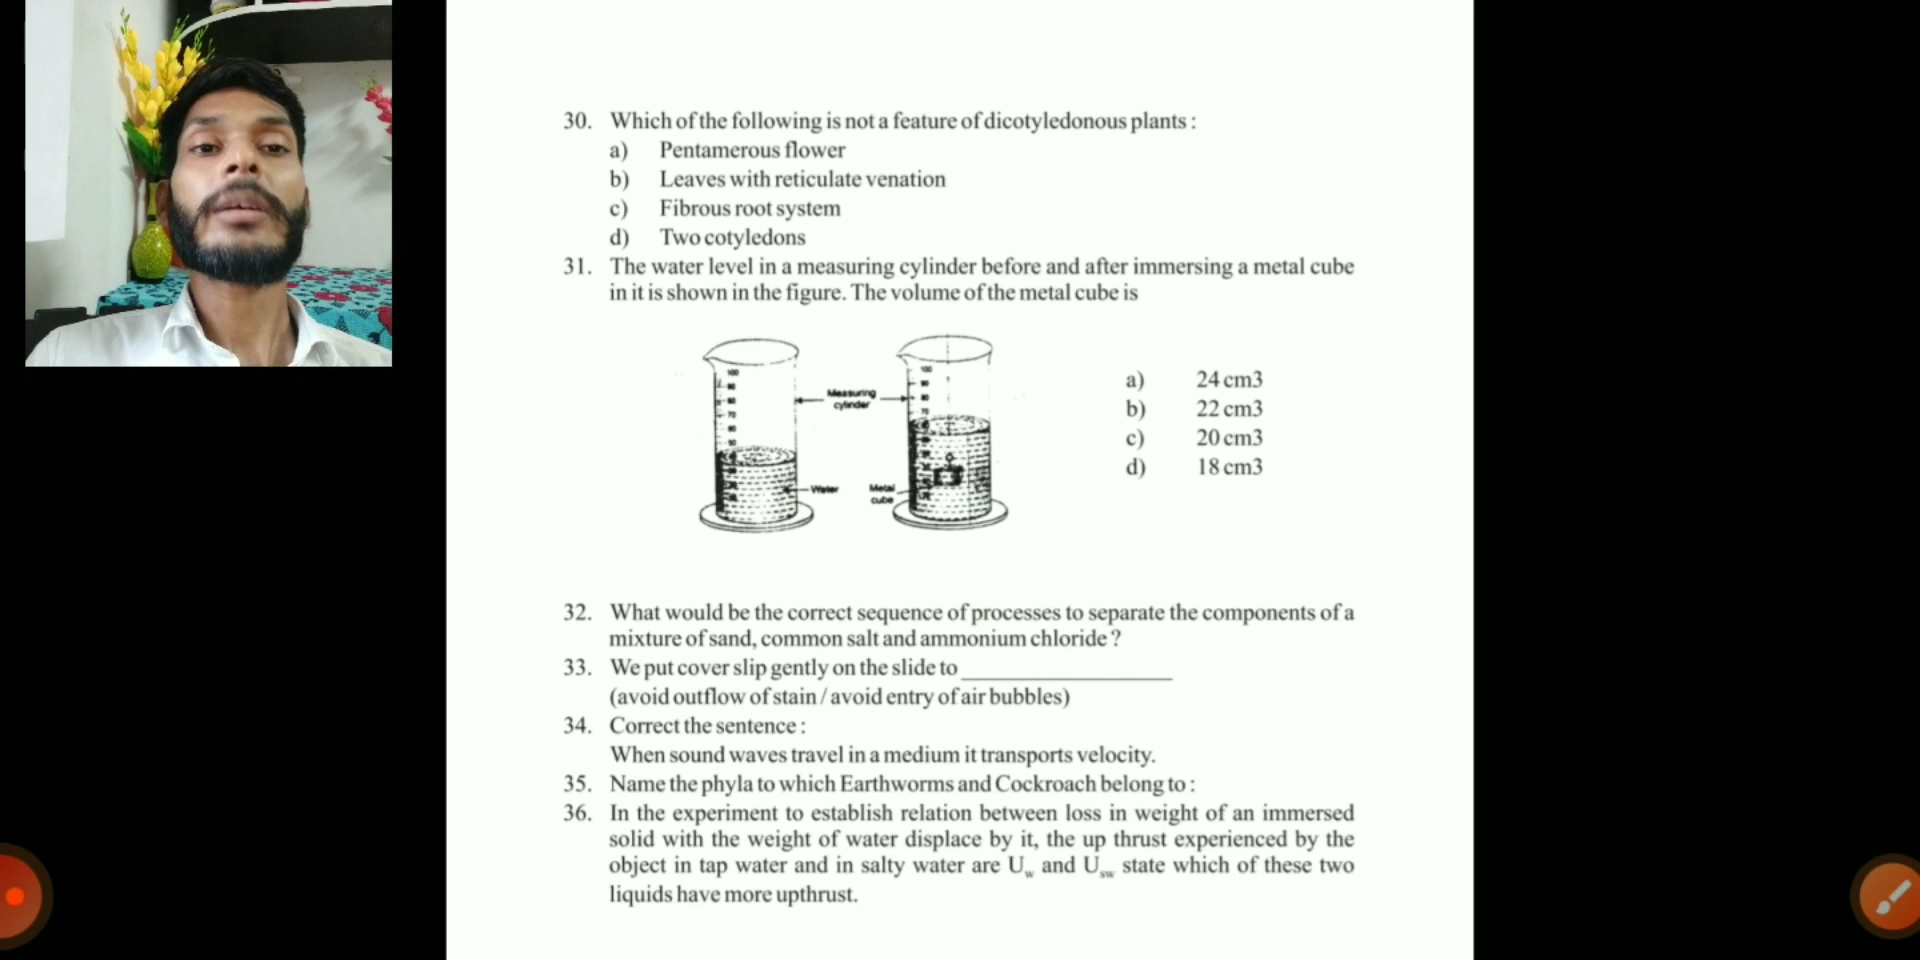 30. Which of the following is not a feature of dicotyledonous plants :
a) Pentamerous flower
b) Leaves with reticulate venation
c) Fibrous root system
d) Two cotyledons
31. The water level in a measuring cylinder before and after immersing a metal cube
in it is shown in the figure. The volume of the metal cube is
100
100
Measuring
cylinder
70
Water
Metal
cube
a) 24 cm3
b) 22 cm3
c) 20 cm3
d) 18 cm3
32. What would be the correct sequence of processes to separate the components of a
mixture of sand, common salt and ammonium chloride ?
33. We put cover slip gently on the slide to ____________________
(avoid outflow of stain / avoid entry of air bubbles)
34. Correct the sentence :
When sound waves travel in a medium it transports velocity.
35. Name the phyla to which Earthworms and Cockroach belong to :
36. In the experiment to establish relation between loss in weight of an immersed
solid with the weight of water displace by it, the up thrust experienced by the
object in tap water and in salty water are Uw and Usw state which of these two
liquids have more upthrust.